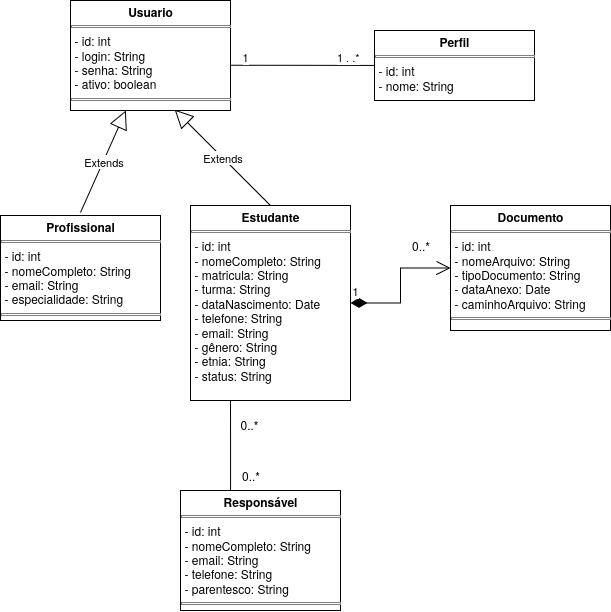 Usuario
- id: int
- login: String
- senha: String
- ativo: boolean
1
1 . .*
Perfil
- id: int
- nome: String
Extends
Extends
Profissional
- id: int
- nomeCompleto: String
- email: String
- especialidade: String
Estudante
- id: int
- nomeCompleto: String
- matricula: String
- turma: String
- dataNascimento: Date
- telefone: String
- email: String
- gênero: String
- etnia: String
- status: String
1
0..*
Documento
- id: int
- nomeArquivo: String
- tipoDocumento: String
- dataAnexo: Date
- caminhoArquivo: String
0..*
0..*
Responsável
- id: int
- nomeCompleto: String
- email: String
- telefone: String
- parentesco: String